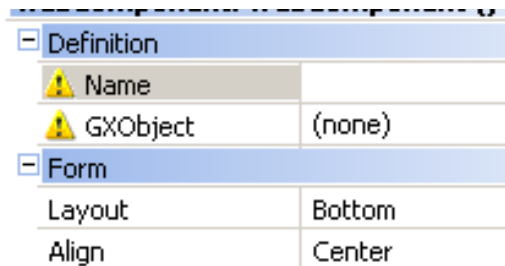 Definition
Name
GXObject (none)
Form
Layout Bottom
Align Center